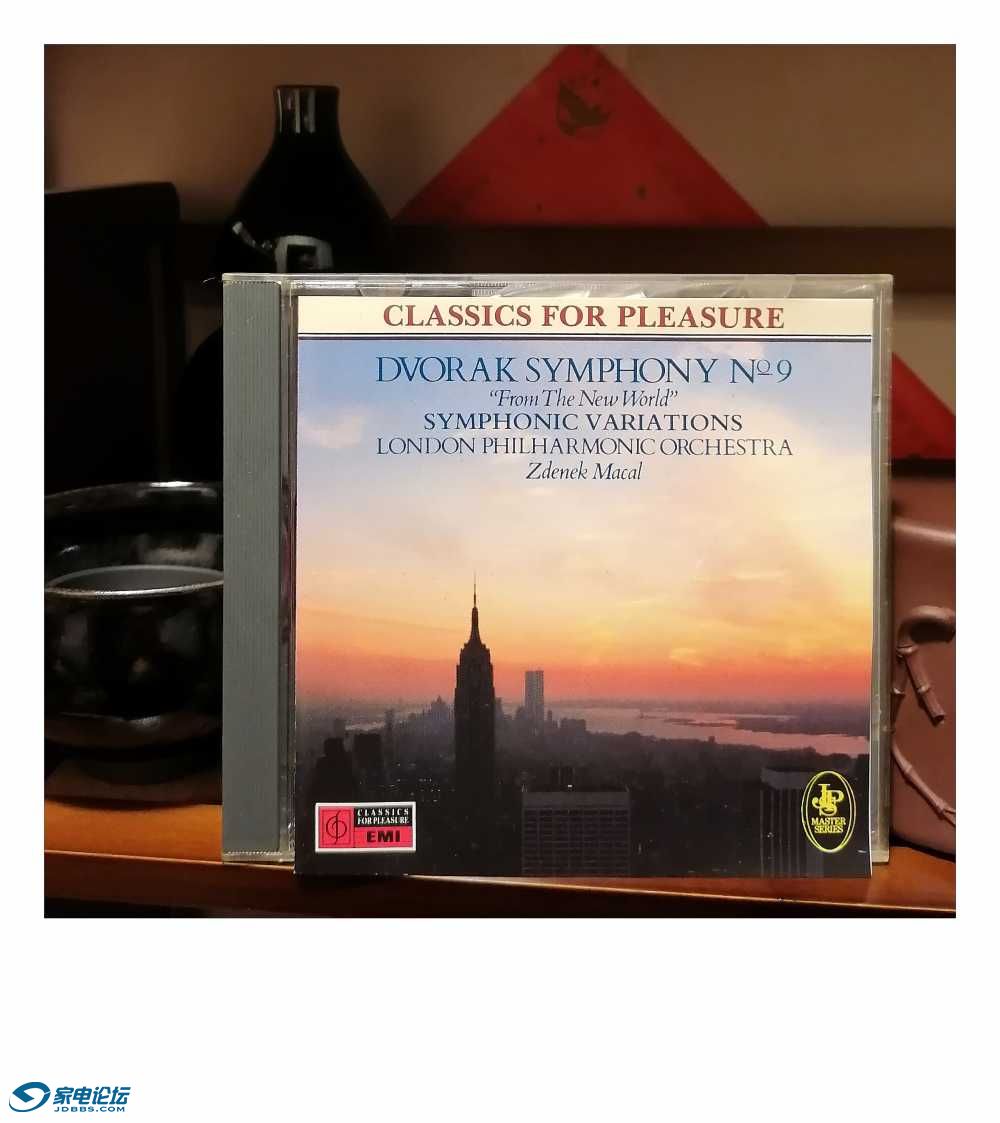 CLASSICS FOR PLEASURE
DVORAK SYMPHONY Nº 9
“From The New World”
SYMPHONIC VARIATIONS
LONDON PHILHARMONIC ORCHESTRA
Zdenek Macal
CLASSICS
FOR PLEASURE
EMI
JPS
MASTER
SERIES
家电论坛
JDBBS.COM